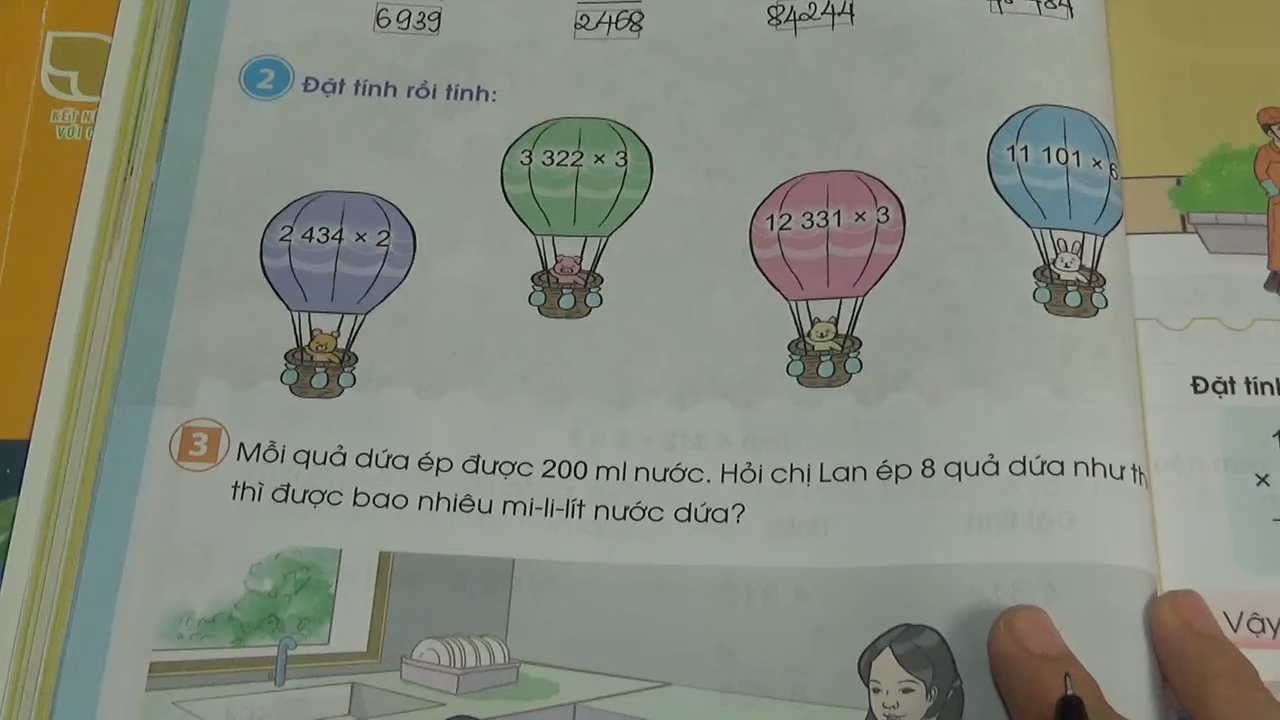 6939
2468
84244
2
Đặt tính rồi tính:
2 434 × 2
3 322 × 3
12 331 × 3
11 101 × 6
3
Mỗi quả dứa ép được 200 ml nước. Hỏi chị Lan ép 8 quả dứa như
thì được bao nhiêu mi-li-lít nước dứa?
Đặt
×
Vậy